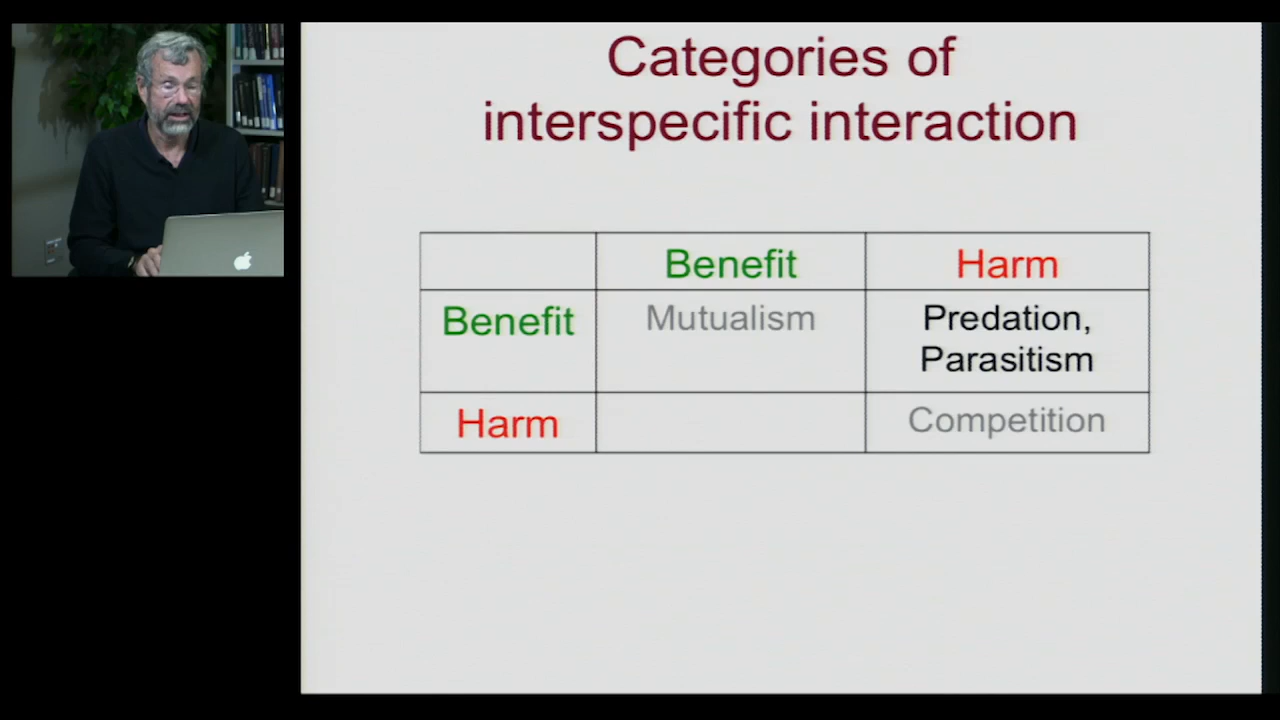 Categories of
interspecific interaction
Benefit Harm
Benefit Mutualism Predation,
Parasitism
Harm Competition